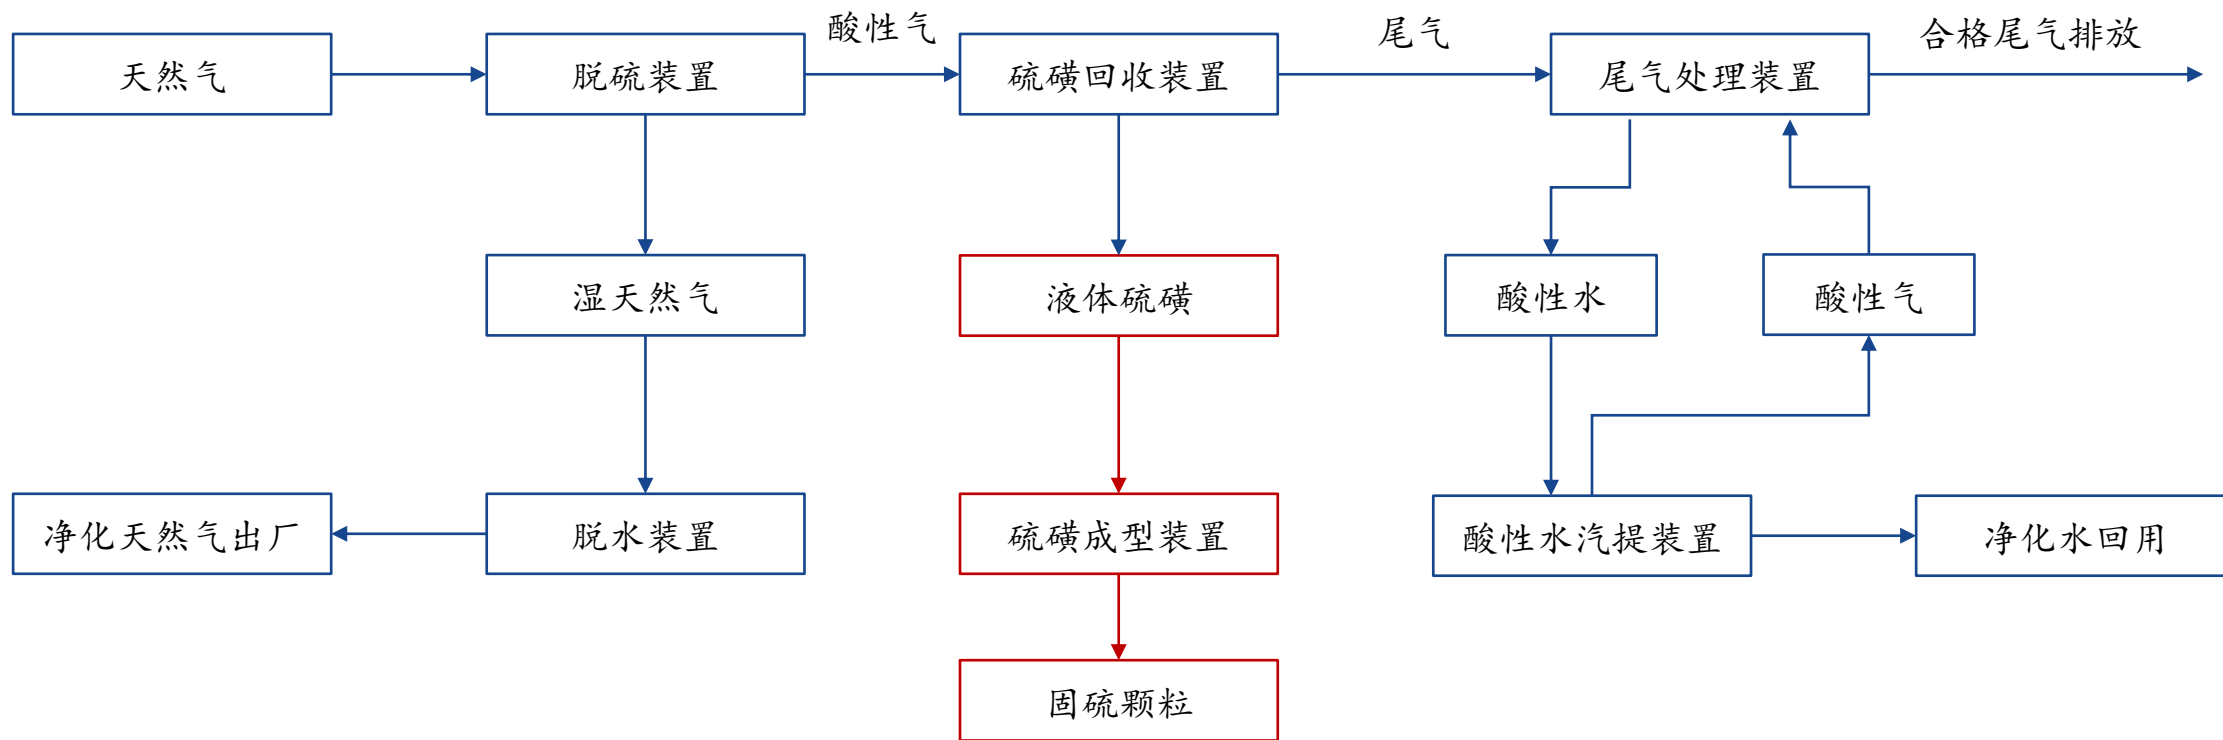 天然气
脱硫装置
酸性气
硫磺回收装置
尾气
尾气处理装置
合格尾气排放
湿天然气
液体硫磺
酸性水
酸性气
净化天然气出厂
脱水装置
硫磺成型装置
酸性水汽提装置
净化水回用
固硫颗粒